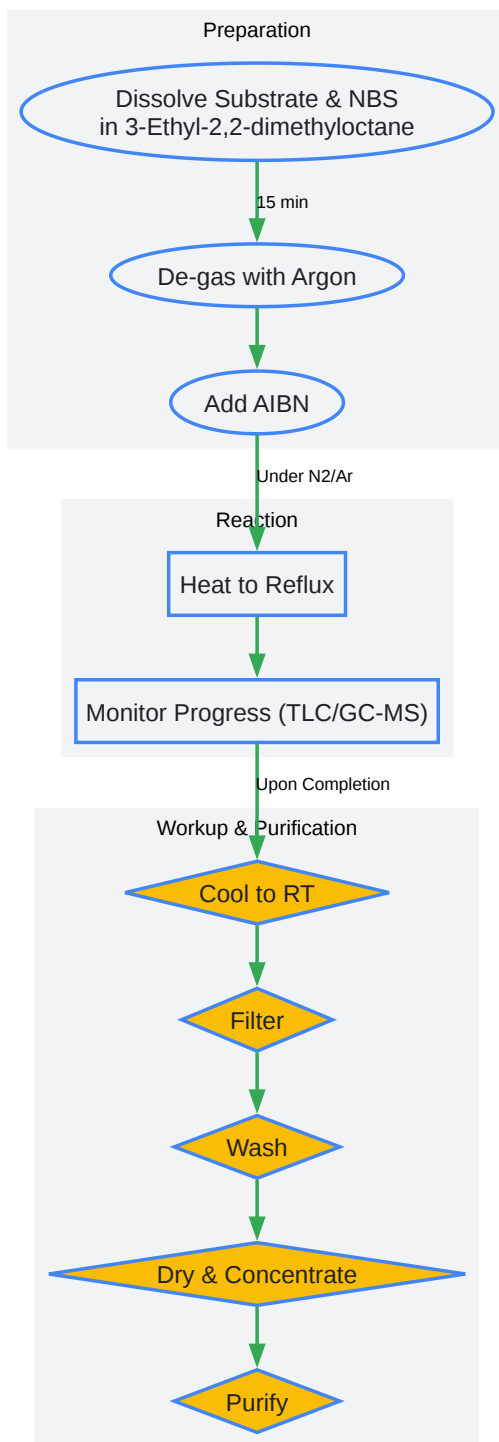 Preparation
Dissolve Substrate & NBS
in 3-Ethyl-2,2-dimethyloctane
15 min
De-gas with Argon
Add AIBN
Under N2/Ar
Reaction
Heat to Reflux
Monitor Progress (TLC/GC-MS)
Upon Completion
Workup & Purification
Cool to RT
Filter
Wash
Dry & Concentrate
Purify